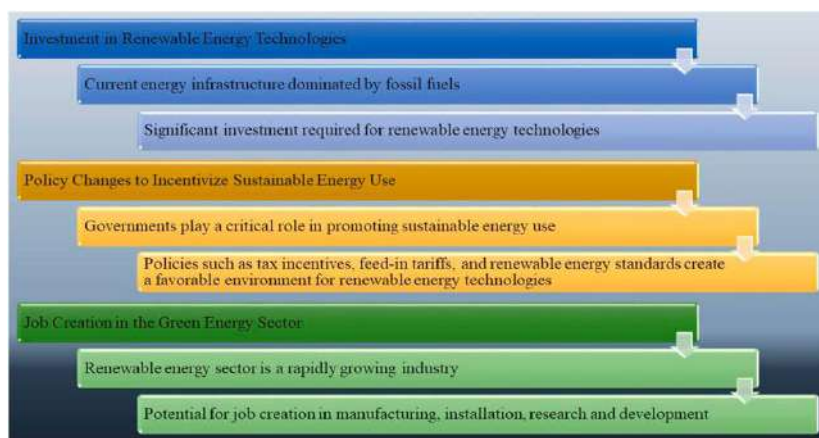 Investment in Renewable Energy Technologies
Current energy infrastructure dominated by fossil fuels
Significant investment required for renewable energy technologies
Policy Changes to Incentivize Sustainable Energy Use
Governments play a critical role in promoting sustainable energy use
Policies such as tax incentives, feed-in tariffs, and renewable energy standards create
a favorable environment for renewable energy technologies
Job Creation in the Green Energy Sector
Renewable energy sector is a rapidly growing industry
Potential for job creation in manufacturing, installation, research and development